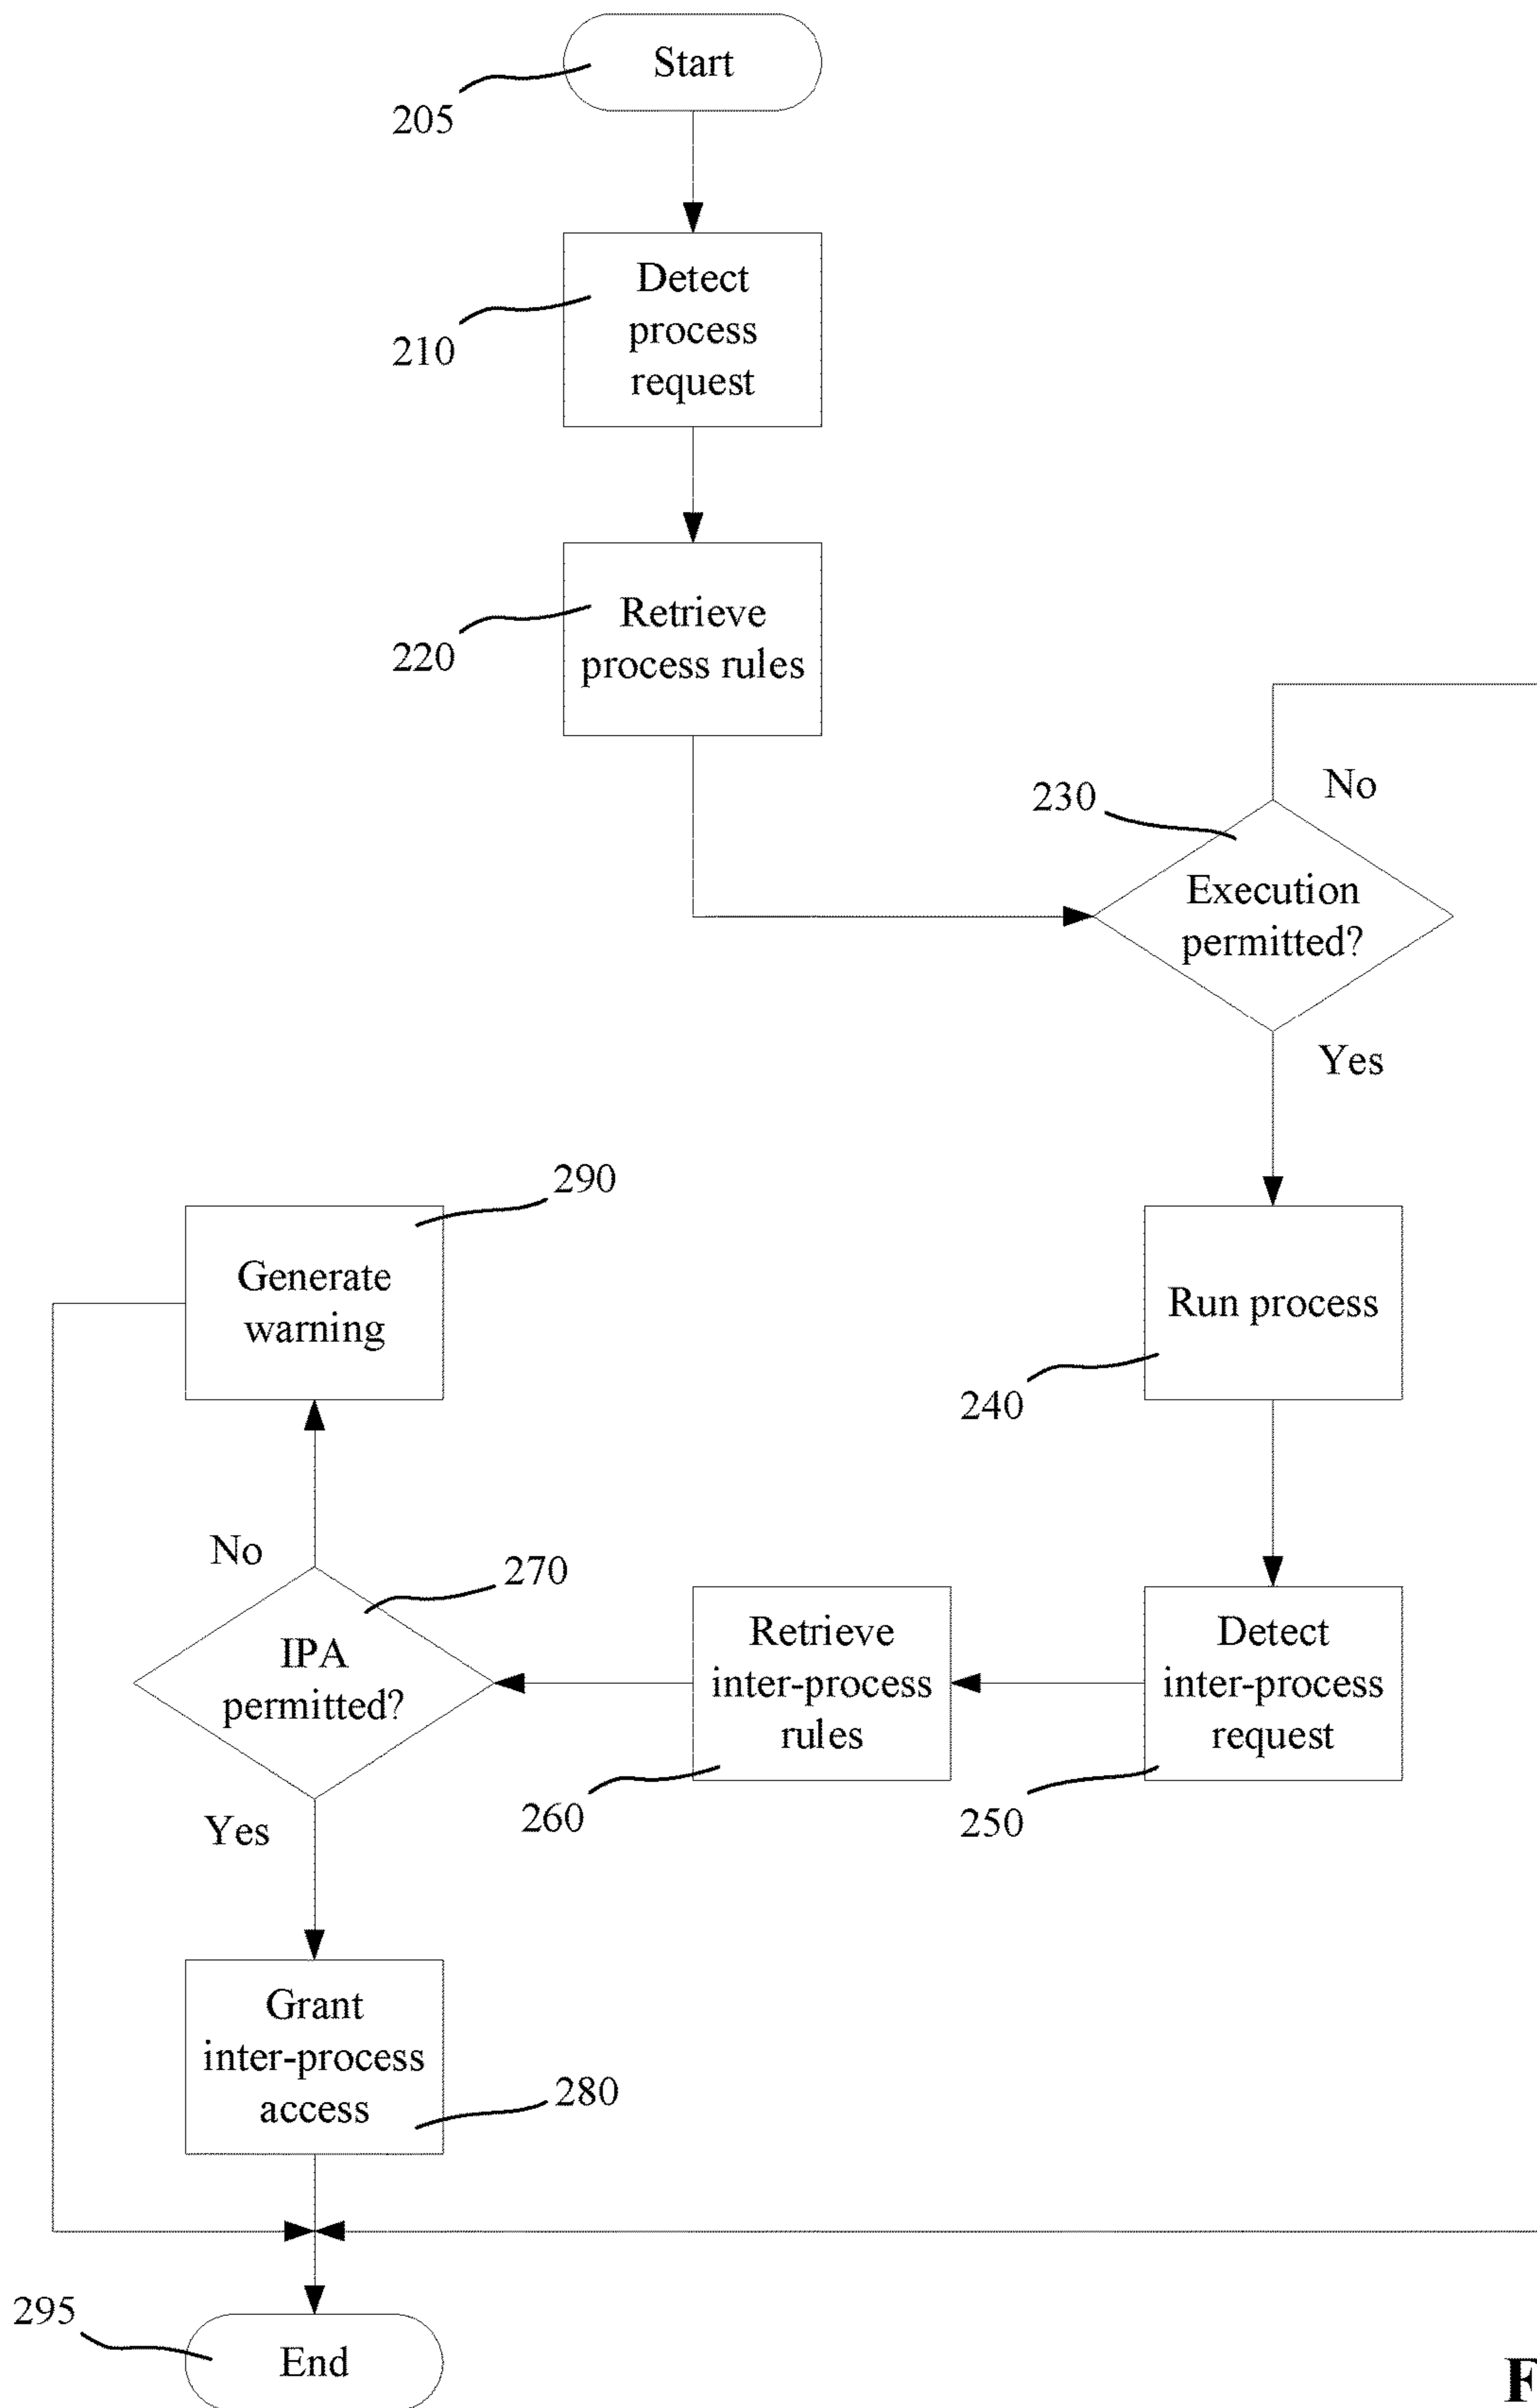 Start
205
Detect
process
request
210
Retrieve
process rules
220
No
230
Execution
permitted?
Yes
290
Generate
warning
Run process
240
No
270
IPA
permitted?
Retrieve
inter-process
rules
Detect
inter-process
request
260
250
Yes
Grant
inter-process
access
280
295
End